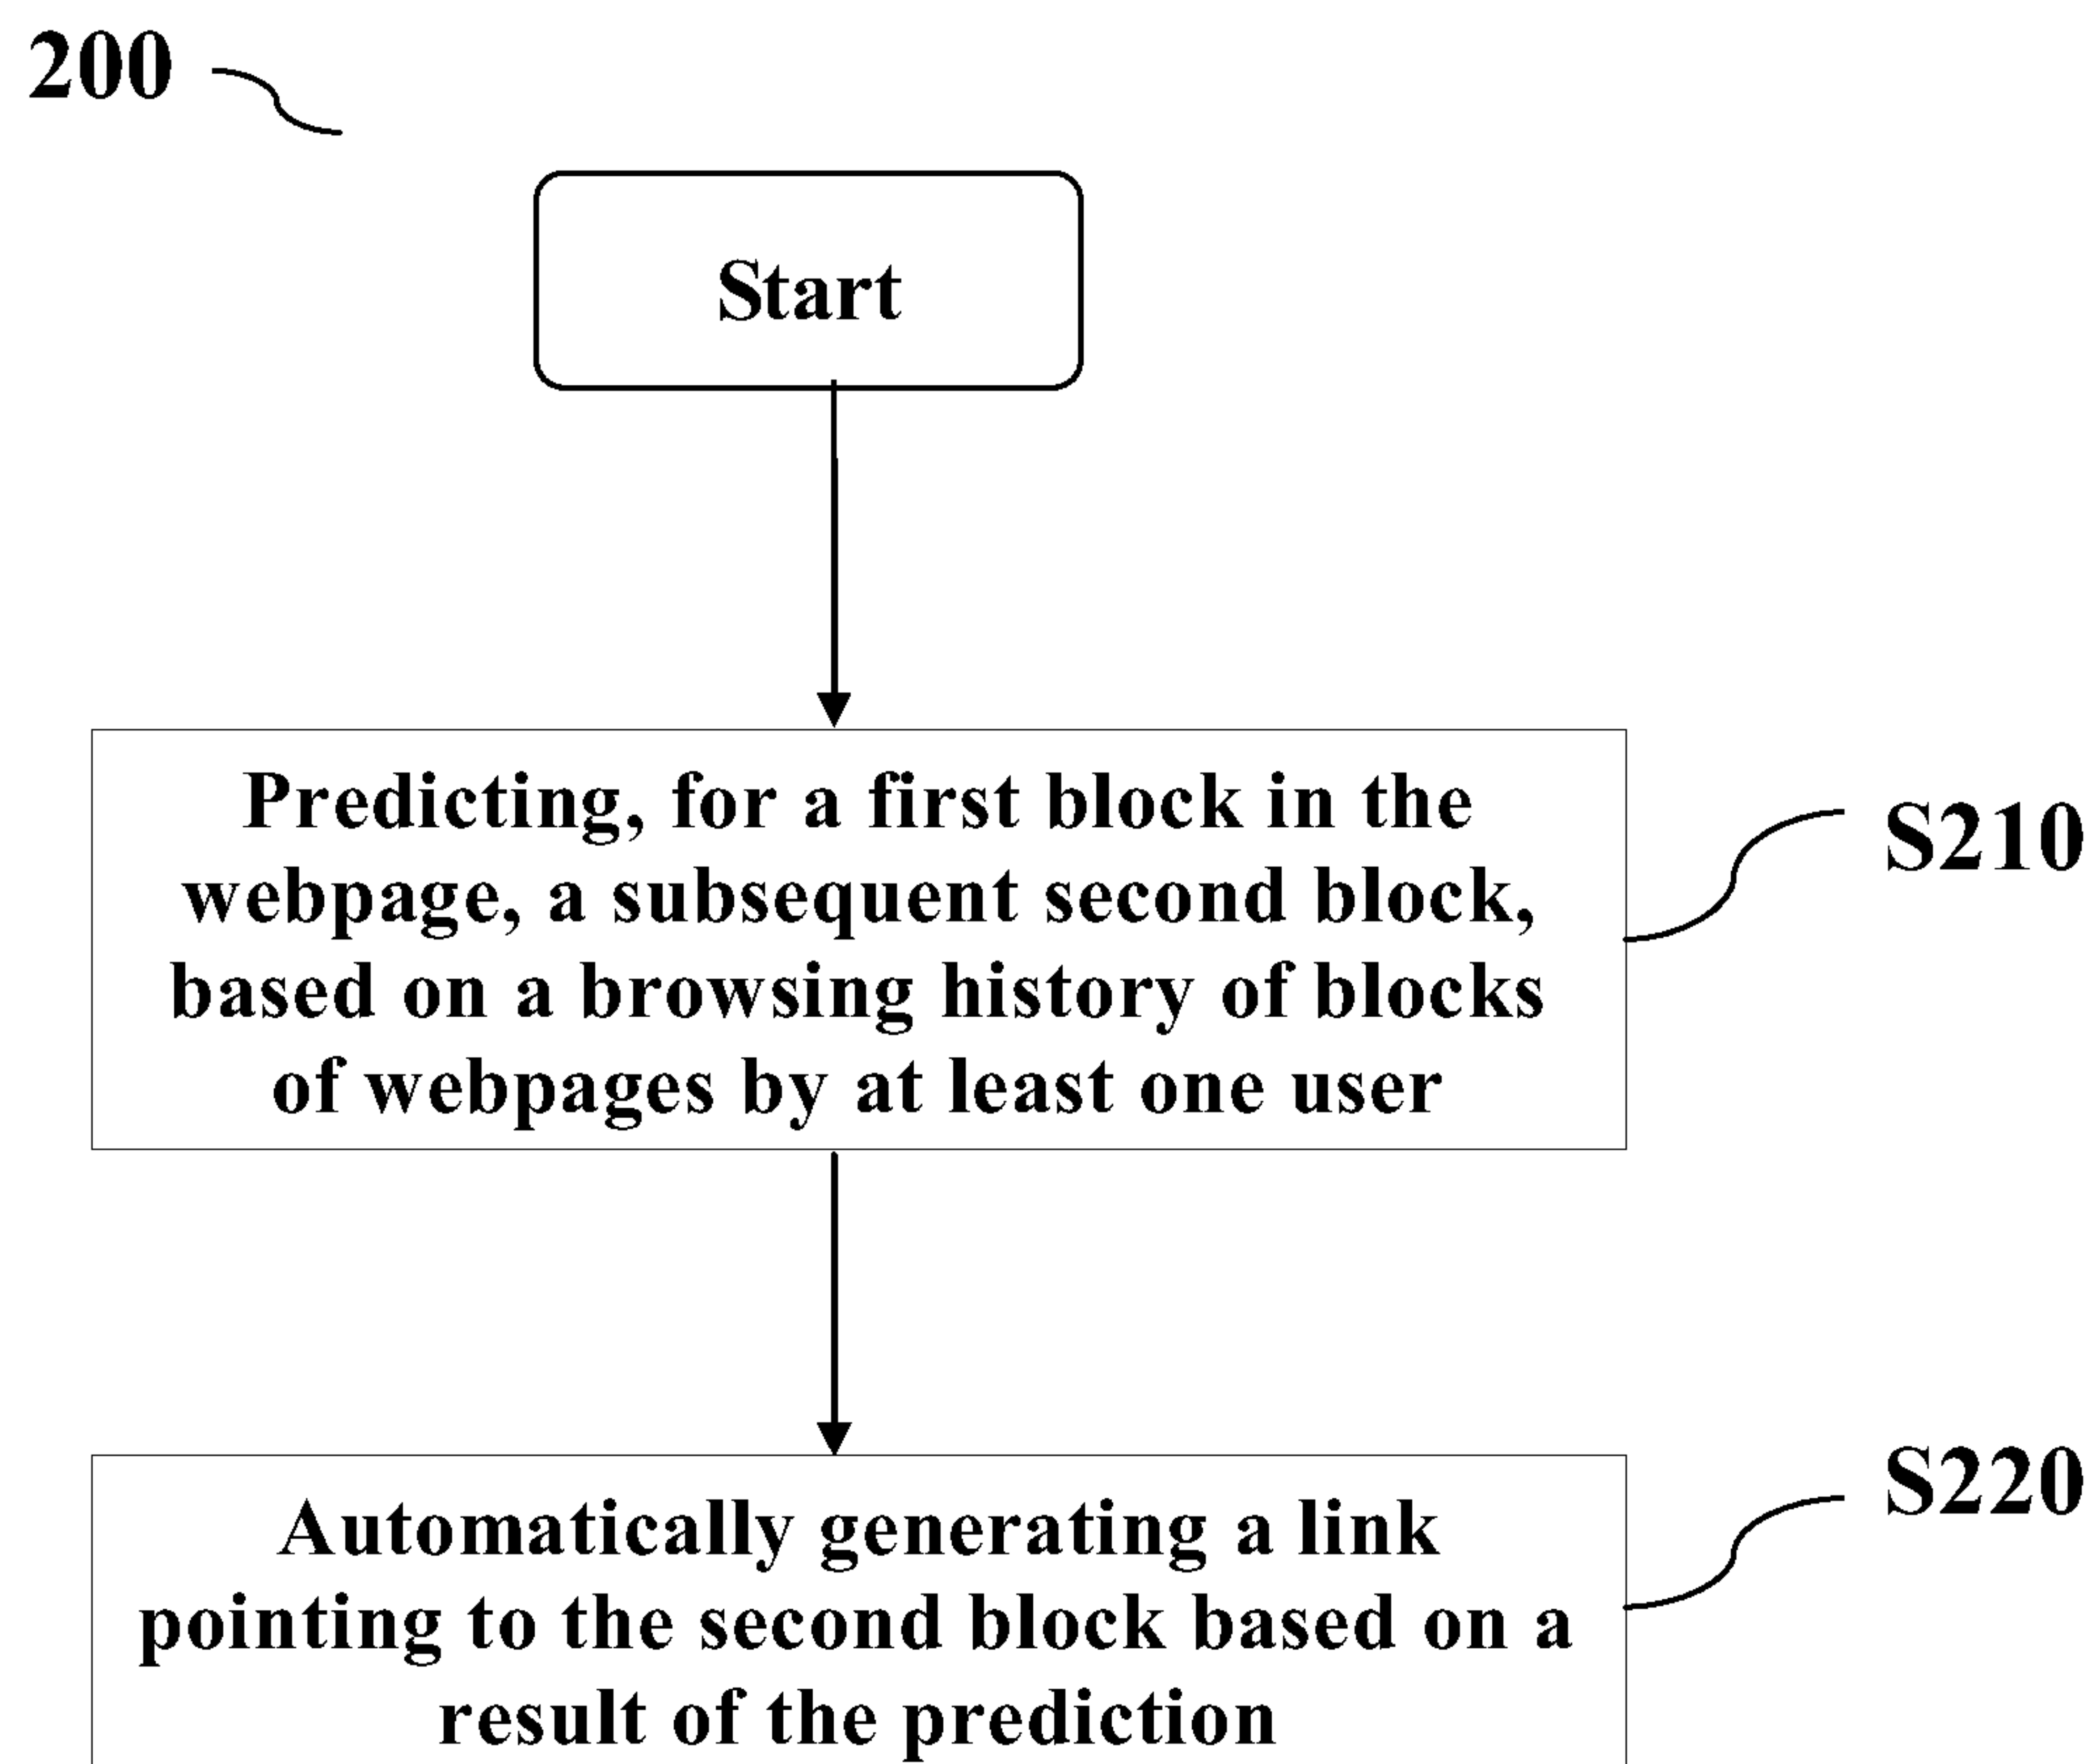 200
Start
Predicting, for a first block in the
webpage, a subsequent second block,
based on a browsing history of blocks
of webpages by at least one user
S210
Automatically generating a link
pointing to the second block based on a
result of the prediction
S220